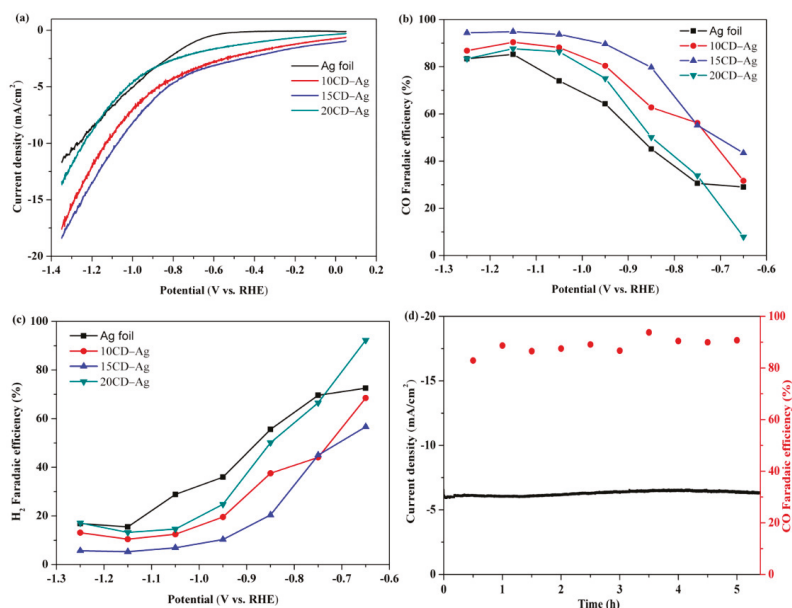 (a)
Ag foil
10CD–Ag
15CD–Ag
20CD–Ag
0
-5
-10
-15
-20
Current density (mA/cm²)
-1.4 -1.2 -1.0 -0.8 -0.6 -0.4 -0.2 0.0 0.2
Potential (V vs. RHE)
(b)
Ag foil
10CD–Ag
15CD–Ag
20CD–Ag
100
80
60
40
20
0
CO Faradaic efficiency (%)
-1.3 -1.2 -1.1 -1.0 -0.9 -0.8 -0.7 -0.6
Potential (V vs. RHE)
(c)
Ag foil
10CD–Ag
15CD–Ag
20CD–Ag
100
80
60
40
20
0
H₂ Faradaic efficiency (%)
-1.3 -1.2 -1.1 -1.0 -0.9 -0.8 -0.7 -0.6
Potential (V vs. RHE)
(d)
-20
-15
-10
-5
0
Current density (mA/cm²)
100
80
60
40
20
0
CO Faradaic efficiency (%)
0 1 2 3 4 5
Time (h)